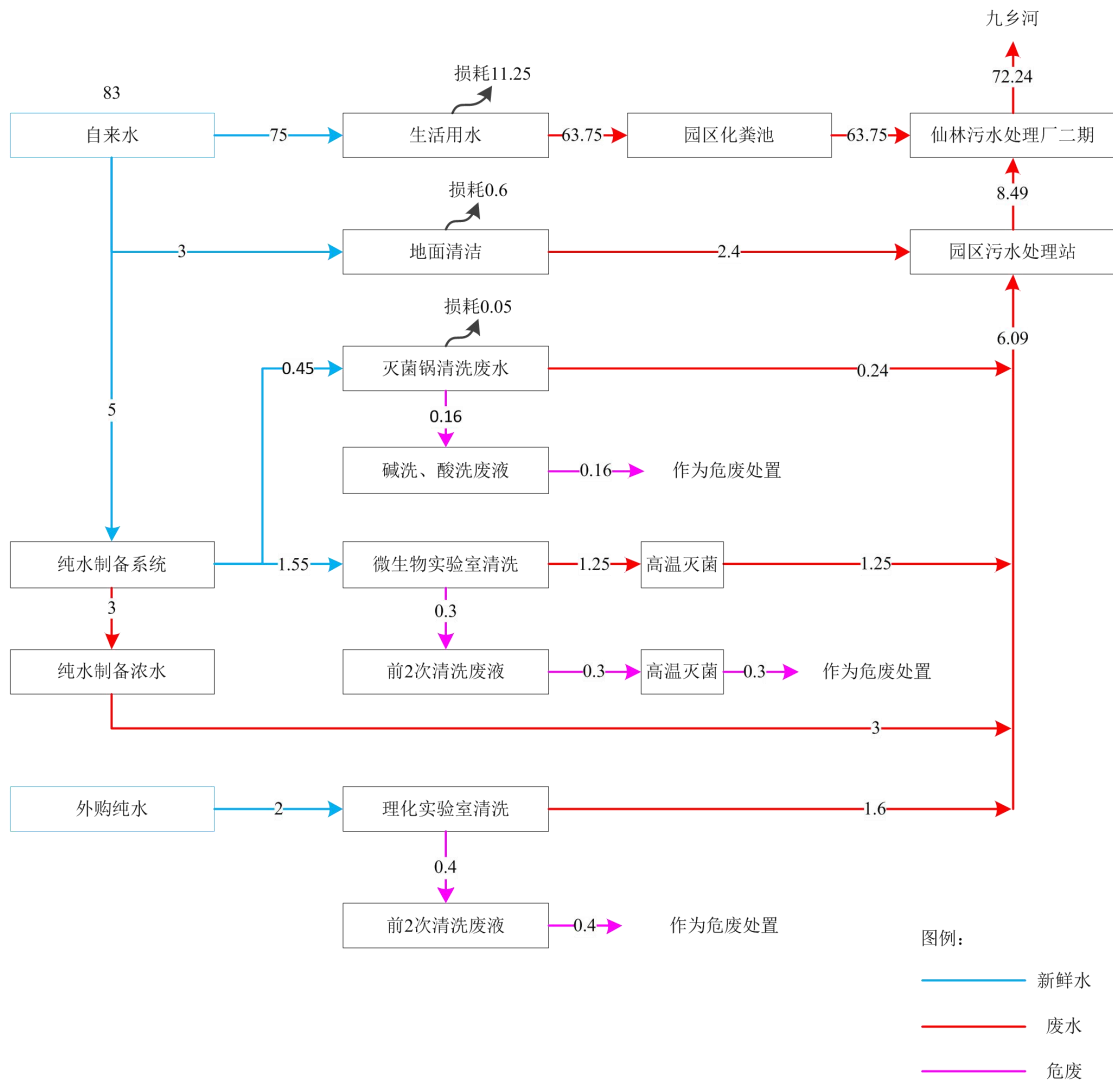 九乡河
72.24
83
损耗11.25
自来水
75
生活用水
63.75
园区化粪池
63.75
仙林污水处理厂二期
8.49
损耗0.6
3
地面清洁
2.4
园区污水处理站
损耗0.05
6.09
0.45
灭菌锅清洗废水
0.24
5
0.16
碱洗、酸洗废液
0.16
作为危废处置
纯水制备系统
1.55
微生物实验室清洗
1.25
高温灭菌
1.25
3
0.3
纯水制备浓水
前2次清洗废液
0.3
高温灭菌
0.3
作为危废处置
3
外购纯水
2
理化实验室清洗
1.6
0.4
前2次清洗废液
0.4
作为危废处置
图例：
新鲜水
废水
危废